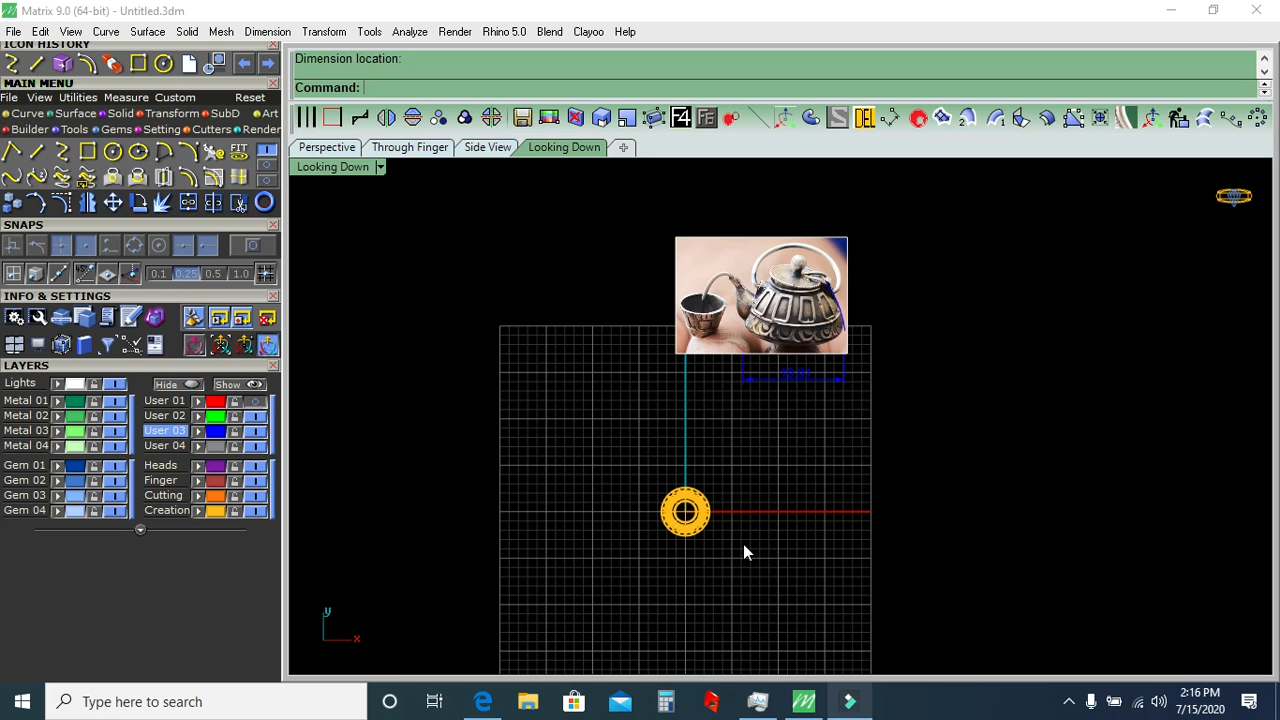 Matrix 9.0 (64-bit) - Untitled.3dm
File Edit View Curve Surface Solid Mesh Dimension Transform Tools Analyze Render Rhino 5.0 Blend Clayoo Help
ICON HISTORY
Dimension location:
Command:
MAIN MENU
File View Utilities Measure Custom Reset
Curve Surface Solid Transform SubD Art
Builder Tools Gems Setting Cutters Render
F4 DEL
FIT
Perspective Through Finger Side View Looking Down
Looking Down
SNAPS
0.1 0.25 0.5 1.0
INFO & SETTINGS
LAYERS
Lights Hide Show
Metal 01 User 01
Metal 02 User 02
Metal 03 User 03
Metal 04 User 04
Gem 01 Heads
Gem 02 Finger
Gem 03 Cutting
Gem 04 Creation
y
x
Type here to search
2:16 PM
7/15/2020